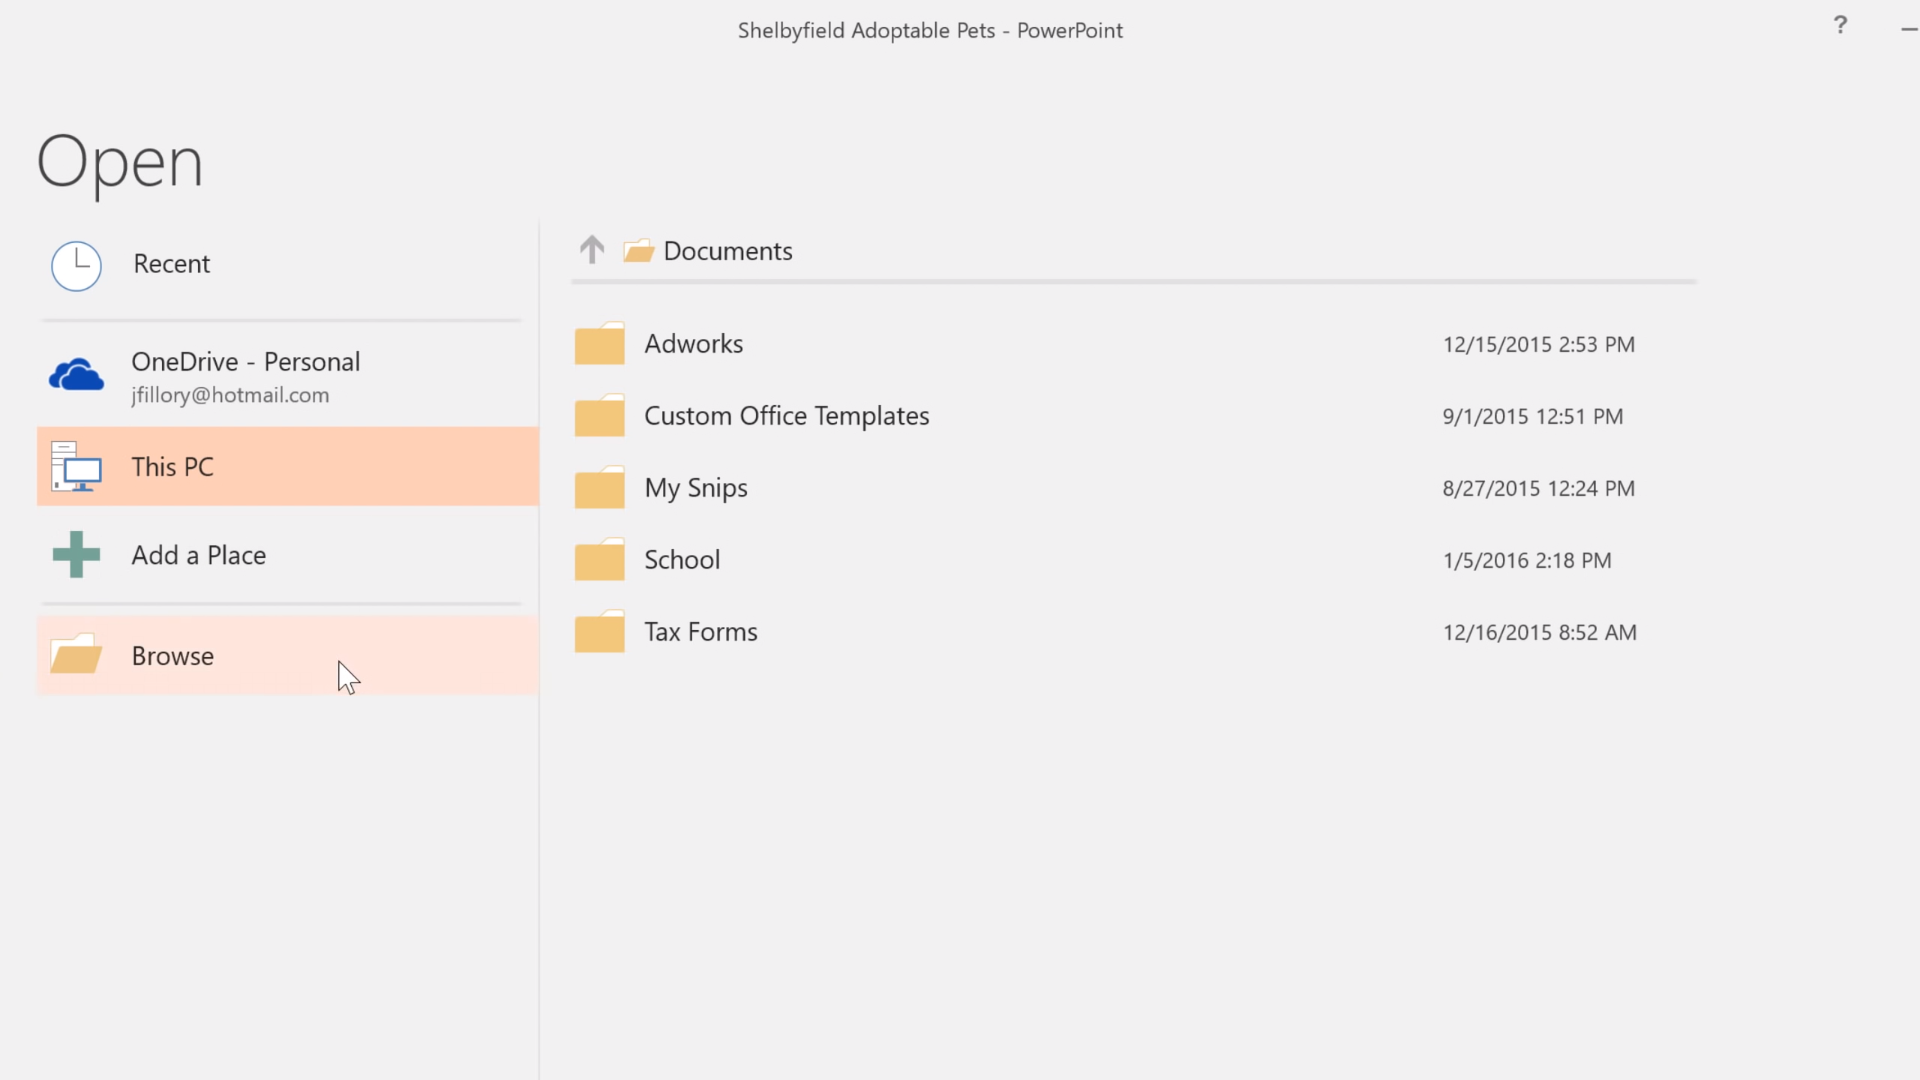 Shelbyfield Adoptable Pets - PowerPoint
?
Open
Recent
OneDrive - Personal
jfillory@hotmail.com
This PC
Add a Place
Browse
Documents
Adworks 12/15/2015 2:53 PM
Custom Office Templates 9/1/2015 12:51 PM
My Snips 8/27/2015 12:24 PM
School 1/5/2016 2:18 PM
Tax Forms 12/16/2015 8:52 AM